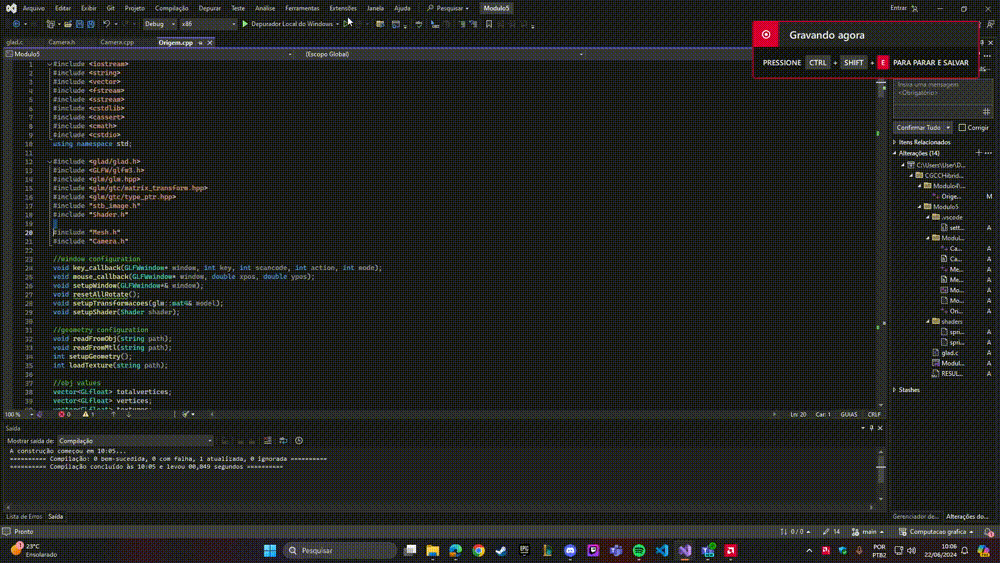 Arquivo Editar Exibir Git Projeto Compilação Depurar Teste Análise Ferramentas Extensões Janela Ajuda Pesquisar Modulo5 Entrar
Debug x86 Depurador Local do Windows
glad.c Camera.h Camera.cpp Origem.cpp
Modulo5 (Escopo Global)
Gravando agora
PRESSIONE CTRL + SHIFT + E PARA PARAR E SALVAR
1 #include <iostream>
2 #include <string>
3 #include <vector>
4 #include <fstream>
5 #include <sstream>
6 #include <cstdlib>
7 #include <cassert>
8 #include <cmath>
9 #include <cstdio>
10 using namespace std;
11
12 #include <glad/glad.h>
13 #include <GLFW/glfw3.h>
14 #include <glm/glm.hpp>
15 #include <glm/gtc/matrix_transform.hpp>
16 #include <glm/gtc/type_ptr.hpp>
17 #include "stb_image.h"
18 #include "Shader.h"
19
20 #include "Mesh.h"
21 #include "Camera.h"
22
23 //window configuration
24 void key_callback(GLFWwindow* window, int key, int scancode, int action, int mode);
25 void mouse_callback(GLFWwindow* window, double xpos, double ypos);
26 void setupWindow(GLFWwindow*& window);
27 void resetAllRotate();
28 void setupTransformacoes(glm::mat4& model);
29 void setupShader(Shader shader);
30
31 //geometry configuration
32 void readFromObj(string path);
33 void readFromMtl(string path);
34 int setupGeometry();
35 int loadTexture(string path);
36
37 //obj values
38 vector<GLfloat> totalvertices;
39 vector<GLfloat> vertices;
Insira uma mensagem
<Obrigatório>
Confirmar Tudo Corrigir
Itens Relacionados
Alterações (14)
C:\Users\User\D...
CGCCHibrid...
Modulo4\...
Orige... M
Modulo5
.vscode
sett... A
Modul...
Ca... A
Ca... A
Me... A
Me... A
Mo... A
Mo... A
Ori... A
shaders
spri... A
spri... A
glad.c A
Modul... A
RESUL... A
Stashes
100 % 0 1 Ln: 20 Car: 1 GUIAS CRLF
Saída
Mostrar saída de: Compilação
A construção começou em 10:05...
========== Compilação: 0 bem-sucedida, 0 com falha, 1 atualizada, 0 ignorada ==========
========== Compilação concluído às 10:05 e levou 00,049 segundos ==========
Lista de Erros Saída Gerenciador de... Alterações do...
Pronto 0 / 0 14 main Computacao grafica
23°C
Ensolarado
Pesquisar
POR
PTB2
10:06
22/06/2024